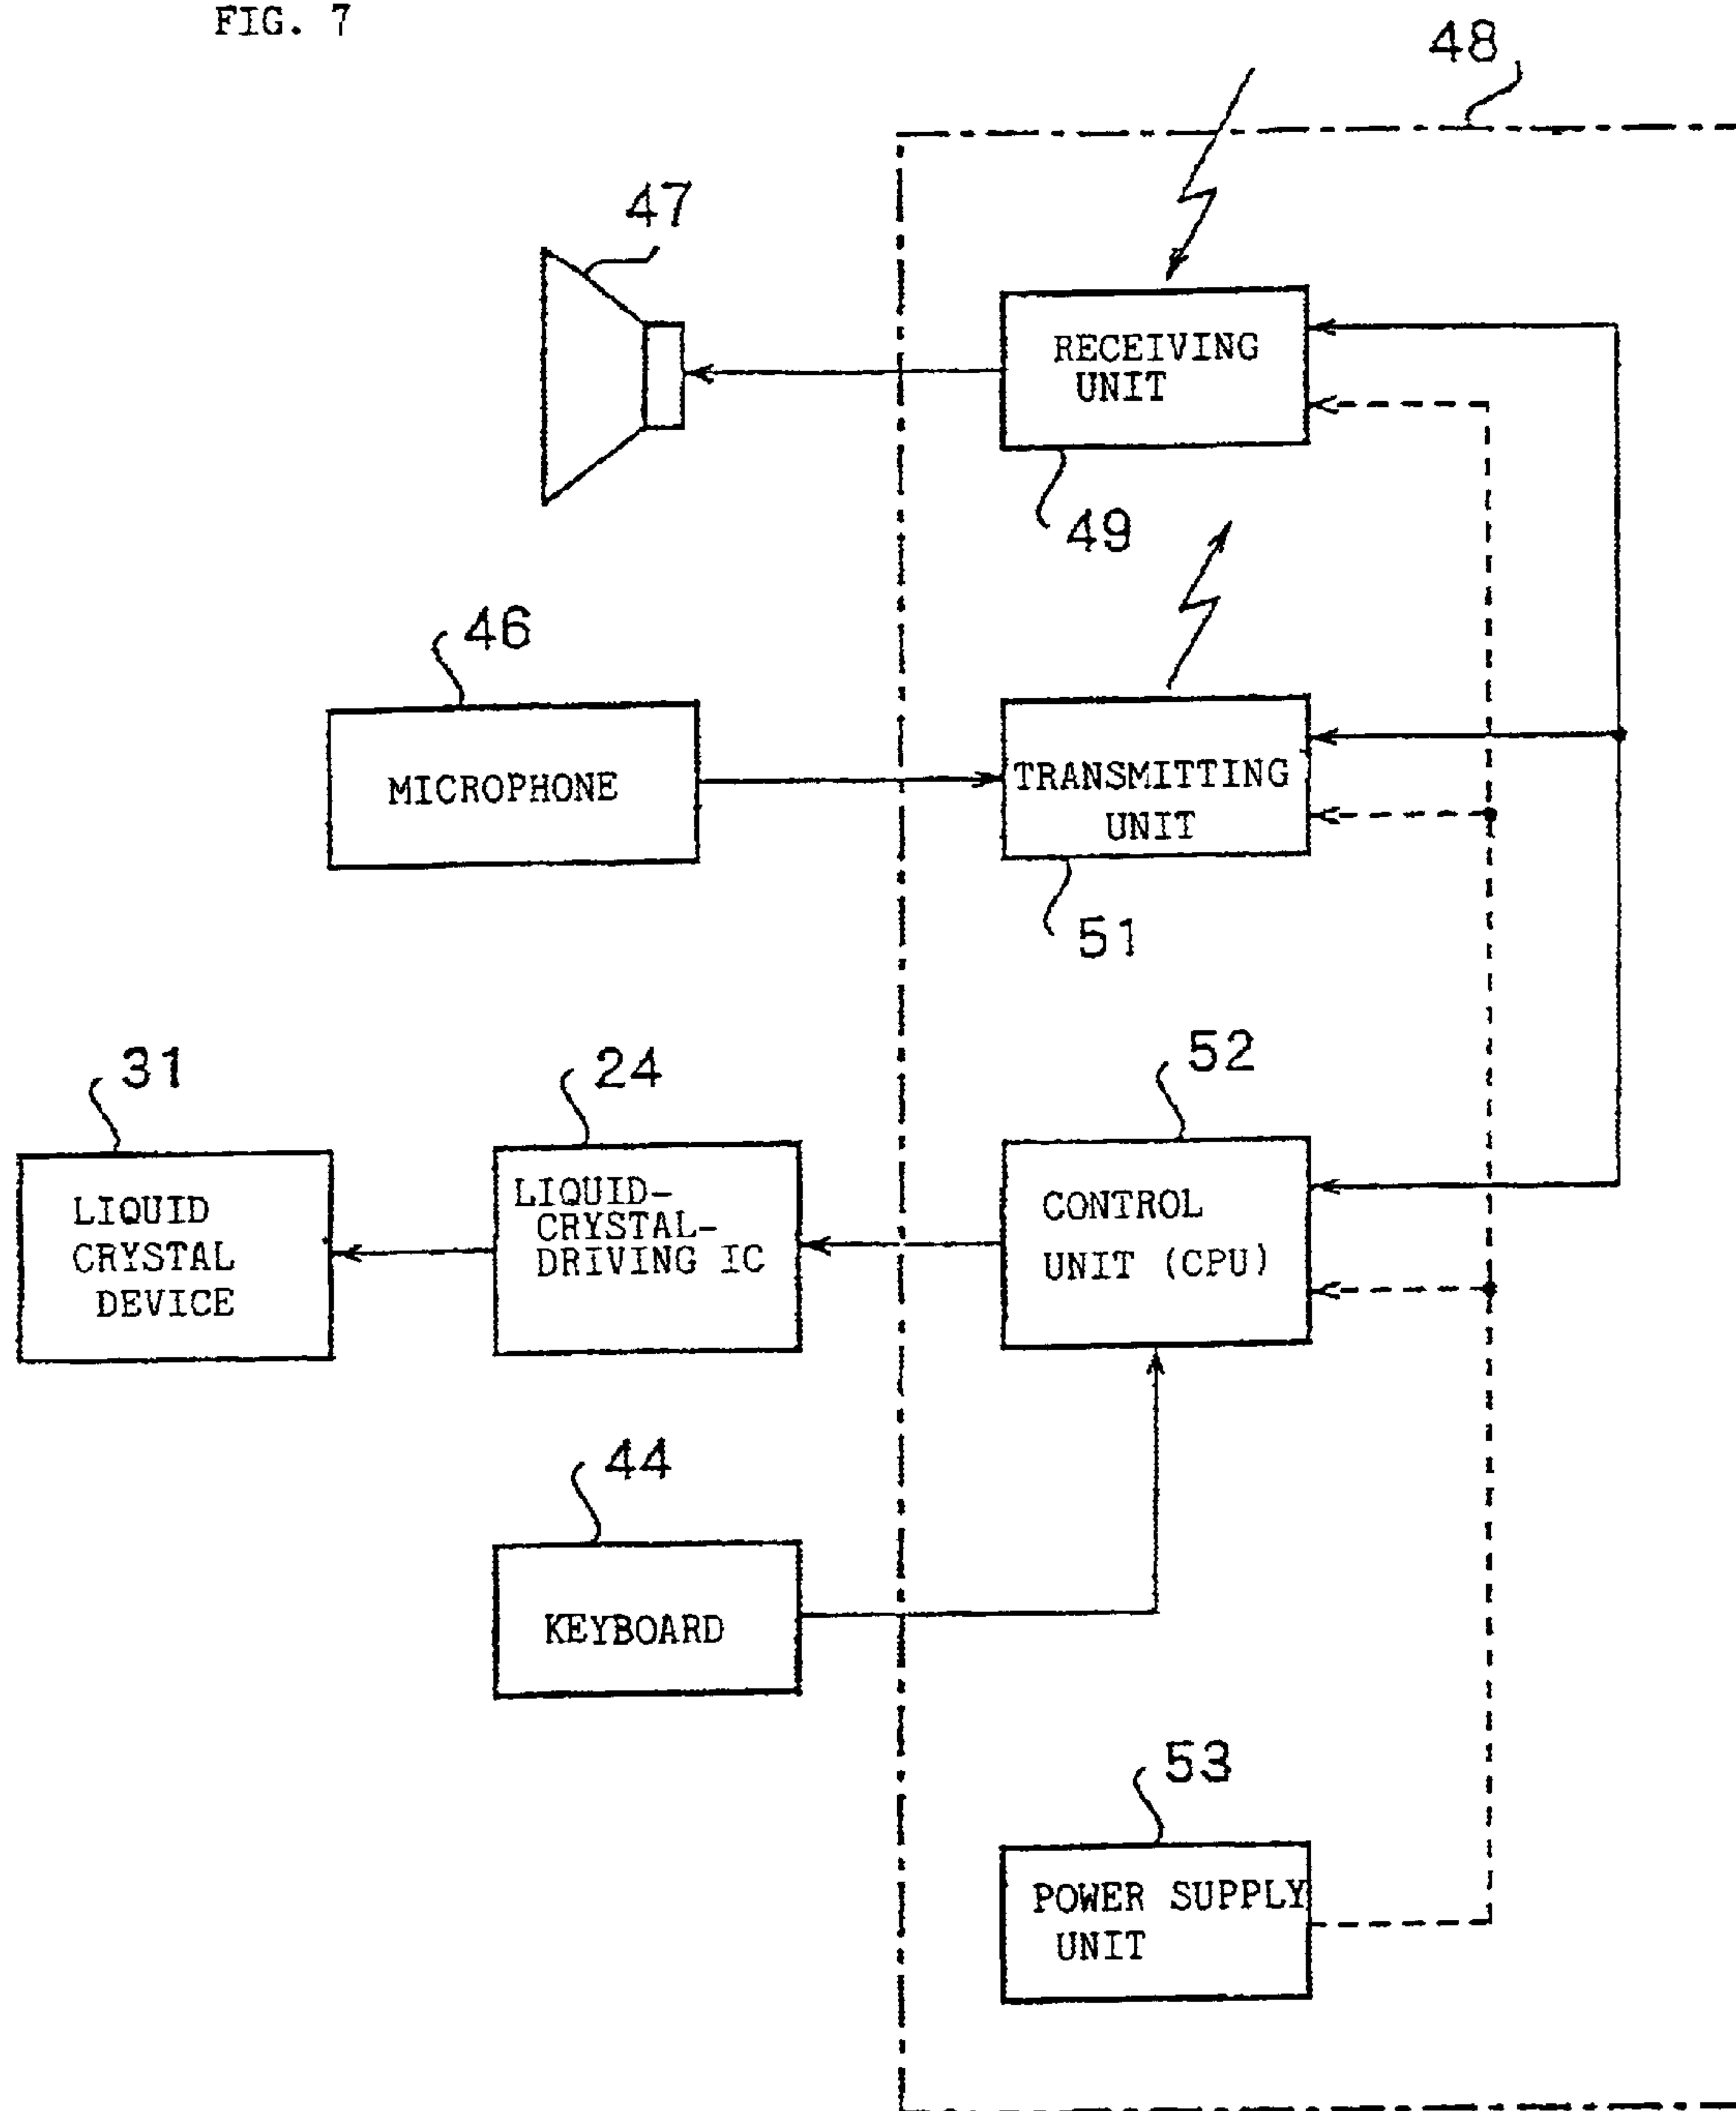 FIG. 7
48
47
RECEIVING
UNIT
49
46
MICROPHONE
TRANSMITTING
UNIT
51
31
24
52
LIQUID
CRYSTAL
DEVICE
LIQUID-
CRYSTAL-
DRIVING IC
CONTROL
UNIT (CPU)
44
KEYBOARD
53
POWER SUPPLY
UNIT